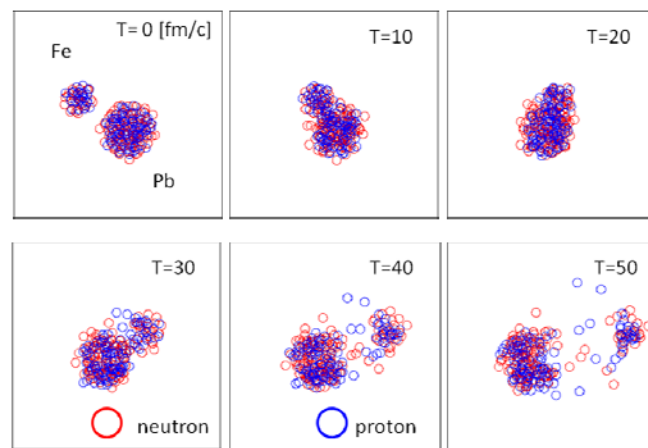 T= 0 [fm/c]
Fe
Pb
T=10
T=20
T=30
neutron
T=40
proton
T=50